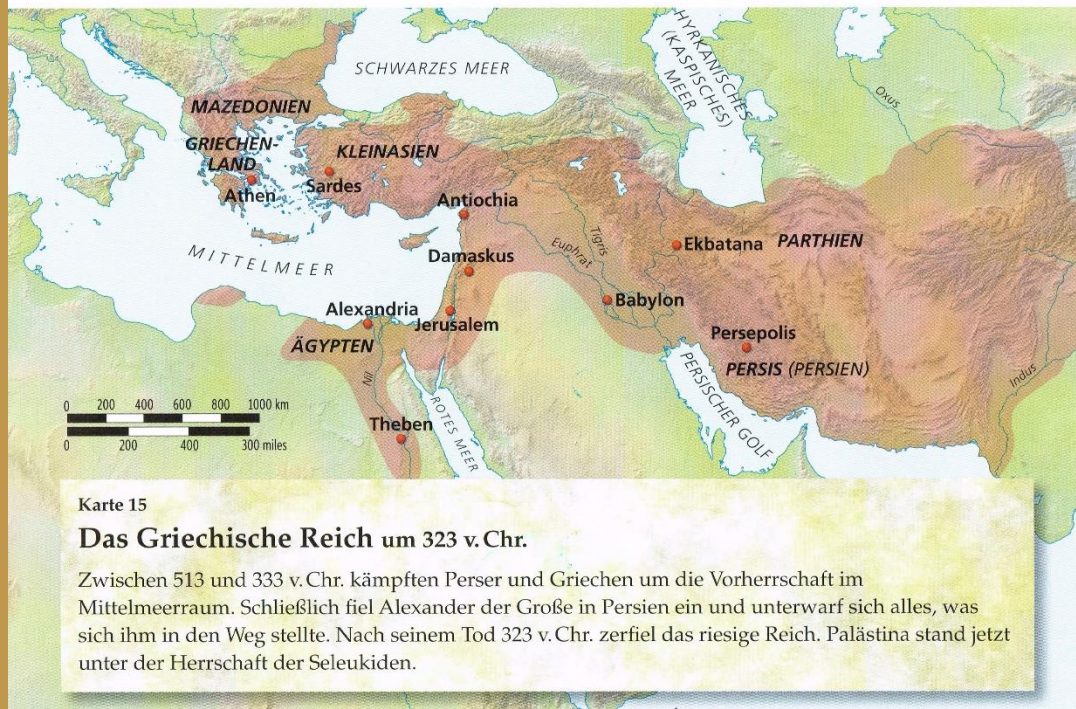 SCHWARZES MEER
HYRKANISCHES
(KASPISCHES)
MEER
Oxus
MAZEDONIEN
GRIECHEN-
LAND
Athen
KLEINASIEN
Sardes
Antiochia
Tigris
Euphrat
Ekbatana
PARTHIEN
MITTELMEER
Damaskus
Babylon
Alexandria
Jerusalem
ÄGYPTEN
Persepolis
PERSIS (PERSIEN)
Nil
ROTES MEER
PERSISCHER GOLF
Indus
Theben
0 200 400 600 800 1000 km
0 200 400 300 miles
Karte 15
Das Griechische Reich um 323 v. Chr.
Zwischen 513 und 333 v. Chr. kämpften Perser und Griechen um die Vorherrschaft im
Mittelmeerraum. Schließlich fiel Alexander der Große in Persien ein und unterwarf sich alles, was
sich ihm in den Weg stellte. Nach seinem Tod 323 v. Chr. zerfiel das riesige Reich. Palästina stand jetzt
unter der Herrschaft der Seleukiden.